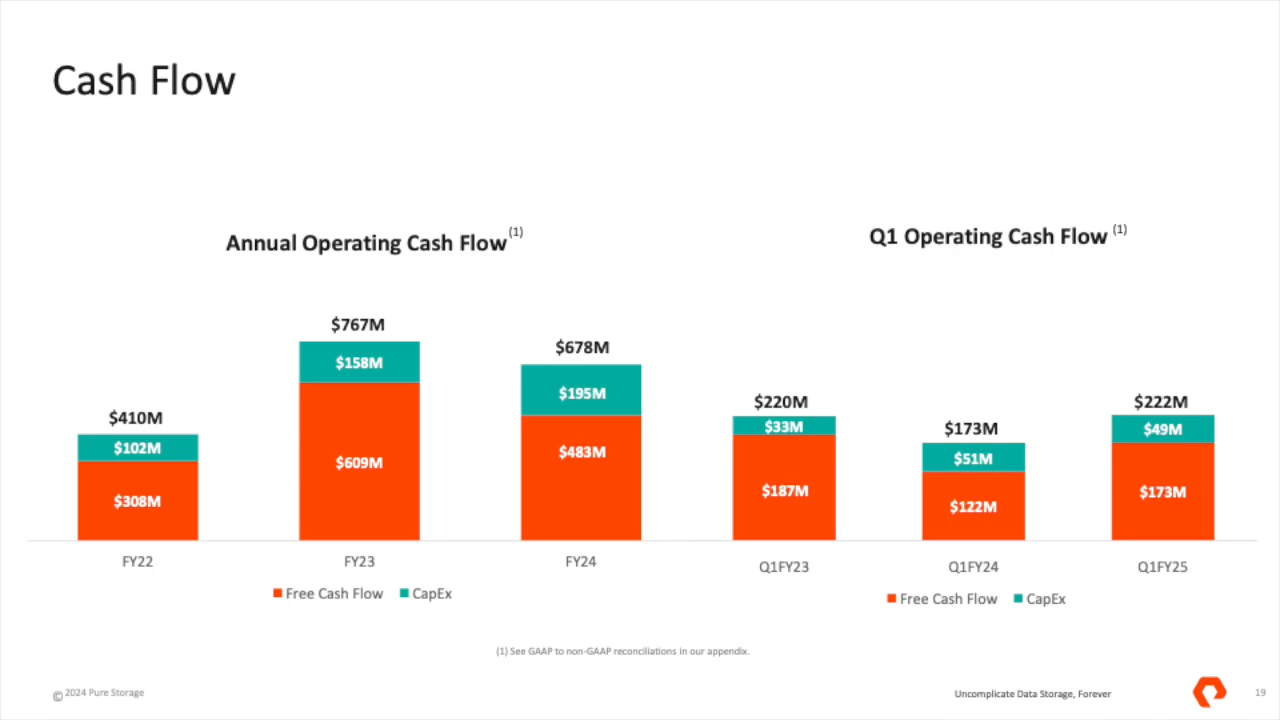 Cash Flow
Annual Operating Cash Flow (1)
$410M
$102M
$308M
$767M
$158M
$609M
$678M
$195M
$483M
FY22
FY23
FY24
Free Cash Flow
CapEx
Q1 Operating Cash Flow (1)
$220M
$33M
$187M
$173M
$51M
$122M
$222M
$49M
$173M
Q1FY23
Q1FY24
Q1FY25
Free Cash Flow
CapEx
(1) See GAAP to non-GAAP reconciliations in our appendix.
© 2024 Pure Storage
Uncomplicate Data Storage, Forever
19